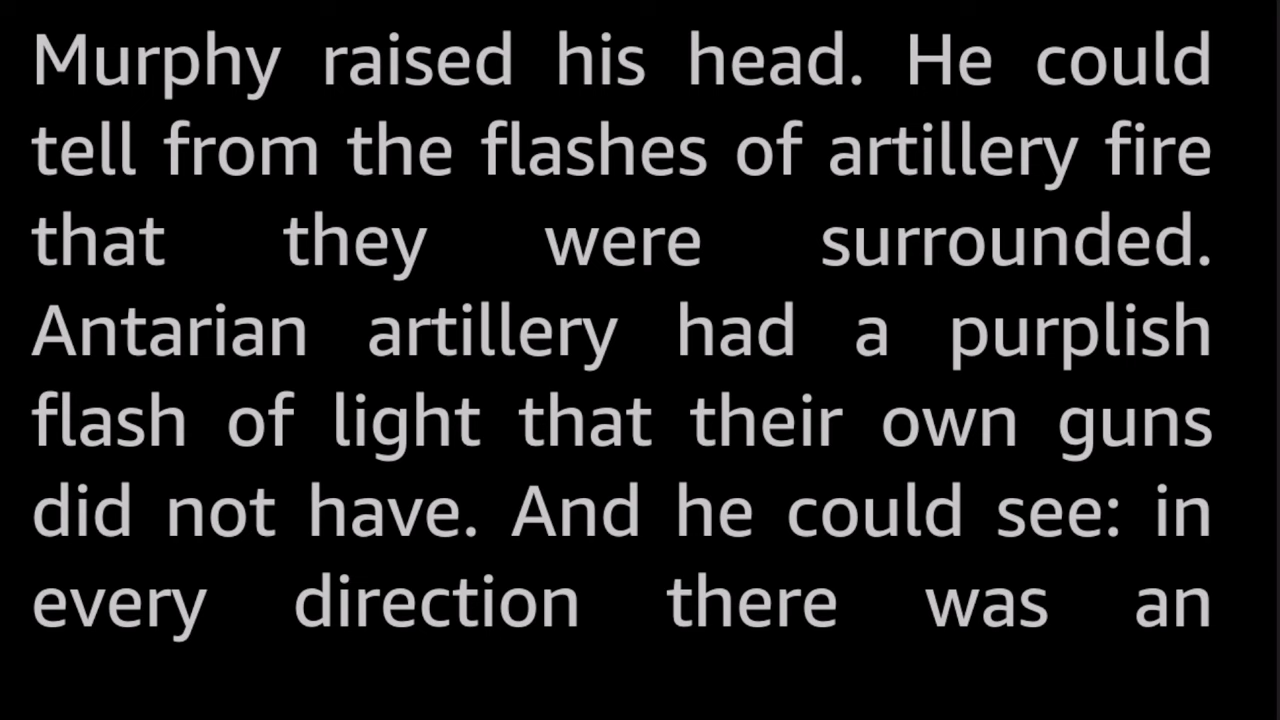 Murphy raised his head. He could
tell from the flashes of artillery fire
that they were surrounded.
Antarian artillery had a purplish
flash of light that their own guns
did not have. And he could see: in
every direction there was an